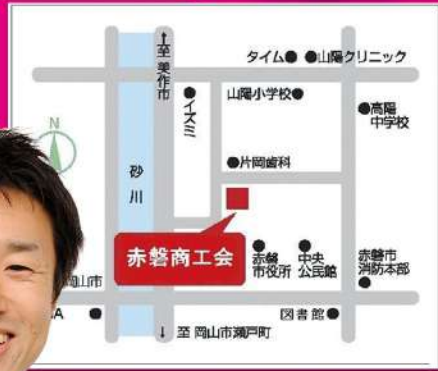 ↑至 美作市
タイム● ●山陽クリニック
●イズミ
山陽小学校●
●高陽
中学校
N
●片岡歯科
砂川
赤磐商工会
●
赤磐
市役所
●
中央
公民館
赤磐市
消防本部
●
山市
A ●
図書館●
↓ 至 岡山市瀬戸町